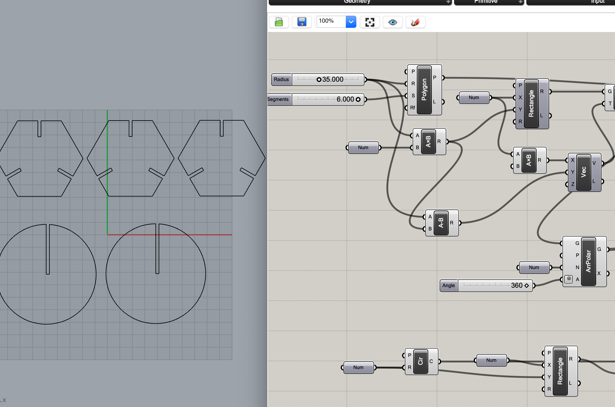 Geometry
Primitive
Input
100%
Radius 35.000
Segments 6.000
P
R
S
Rf
Polygon
P
L
Num
P
X
Y
R
Rectangle
R
L
G
T
Num
A
B
A÷B
R
A
B
A×B
R
X
Y
Z
Vec
V
L
A
B
A-B
R
G
P
N
A
ArrPolar
G
X
Num
Angle 360
Num
P
R
Cir
C
Num
P
X
Y
R
Rectangle
R
L
x